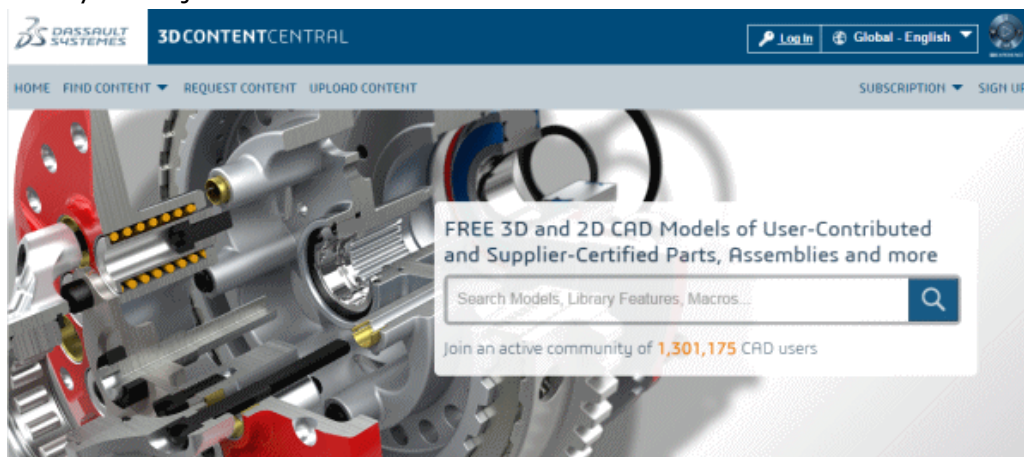 DASSAULT
SYSTEMES
3DCONTENTCENTRAL
Log In
Global - English
HOME FIND CONTENT REQUEST CONTENT UPLOAD CONTENT
SUBSCRIPTION SIGN UP
FREE 3D and 2D CAD Models of User-Contributed
and Supplier-Certified Parts, Assemblies and more
Search Models, Library Features, Macros...
Join an active community of 1,301,175 CAD users